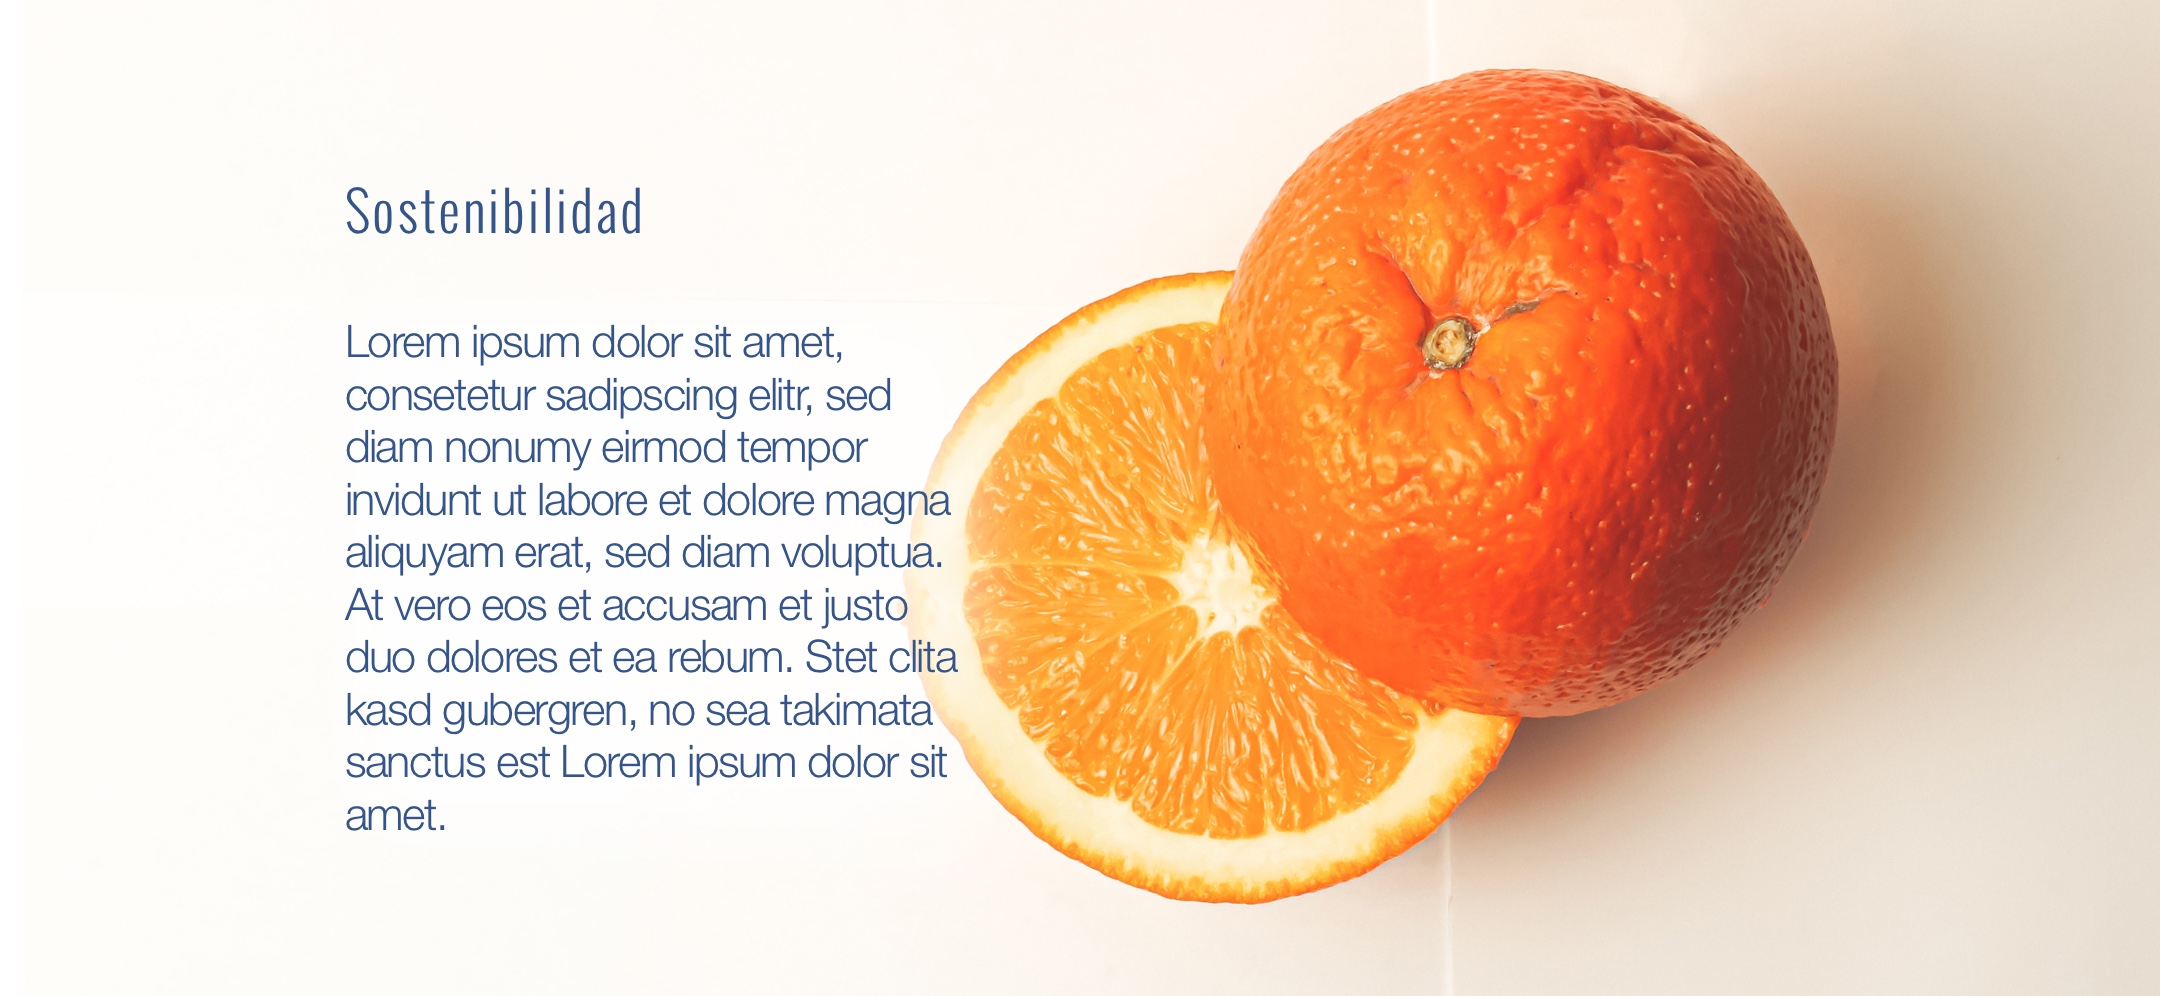 Sostenibilidad
Lorem ipsum dolor sit amet,
consetetur sadipscing elitr, sed
diam nonumy eirmod tempor
invidunt ut labore et dolore magna
aliquyam erat, sed diam voluptua.
At vero eos et accusam et justo
duo dolores et ea rebum. Stet clita
kasd gubergren, no sea takimata
sanctus est Lorem ipsum dolor sit
amet.